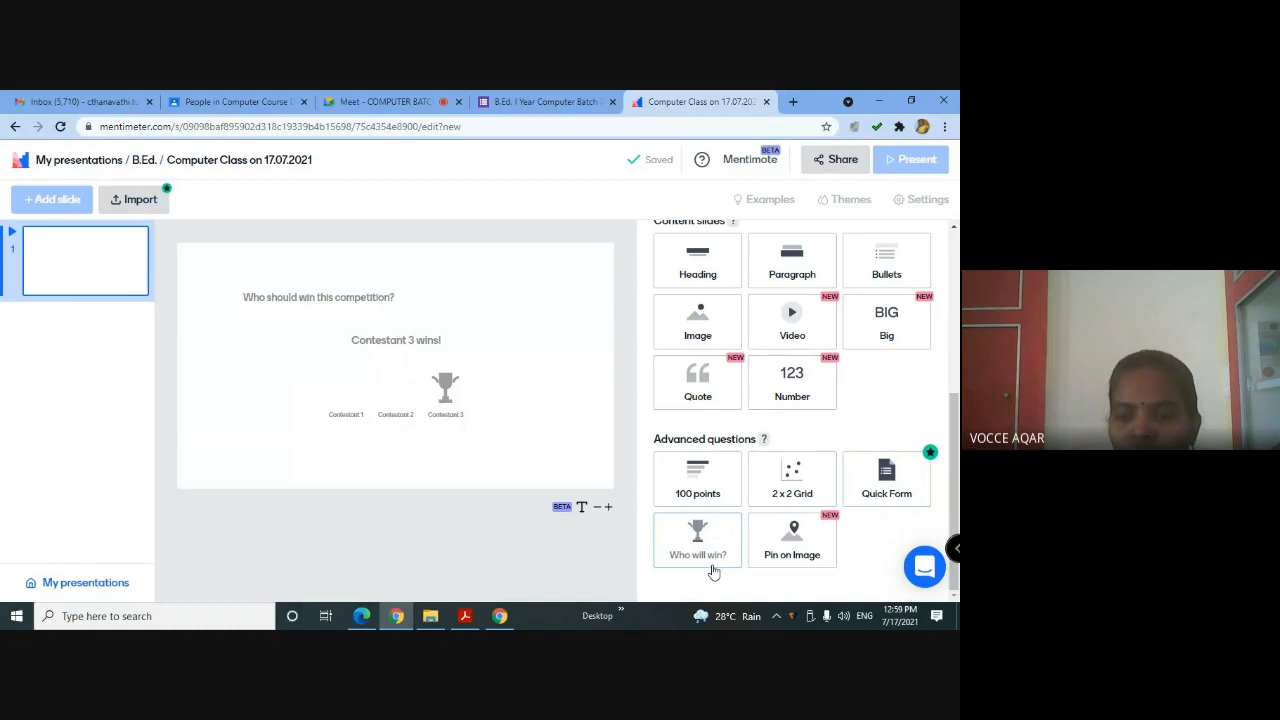 Inbox (5,710) - cthanavathi.tu
People in Computer Course D
Meet - COMPUTER BATC
B.Ed. I Year Computer Batch 2
Computer Class on 17.07.202
mentimeter.com/s/09098baf895902d318c19339b4b15698/75c4354e8900/edit?new
My presentations / B.Ed. / Computer Class on 17.07.2021
Saved
?
Mentimote
BETA
Share
Present
+ Add slide
Import
Examples
Themes
Settings
1
Who should win this competition?
Contestant 3 wins!
Contestant 1
Contestant 2
Contestant 3
BETA T − +
Content slides ?
Heading
Paragraph
Bullets
Image
NEW
Video
NEW
BIG
Big
NEW
Quote
NEW
123
Number
Advanced questions ?
100 points
2 x 2 Grid
Quick Form
Who will win?
NEW
Pin on Image
My presentations
VOCCE AQAR
Type here to search
Desktop
»
28°C Rain
ENG
12:59 PM
7/17/2021